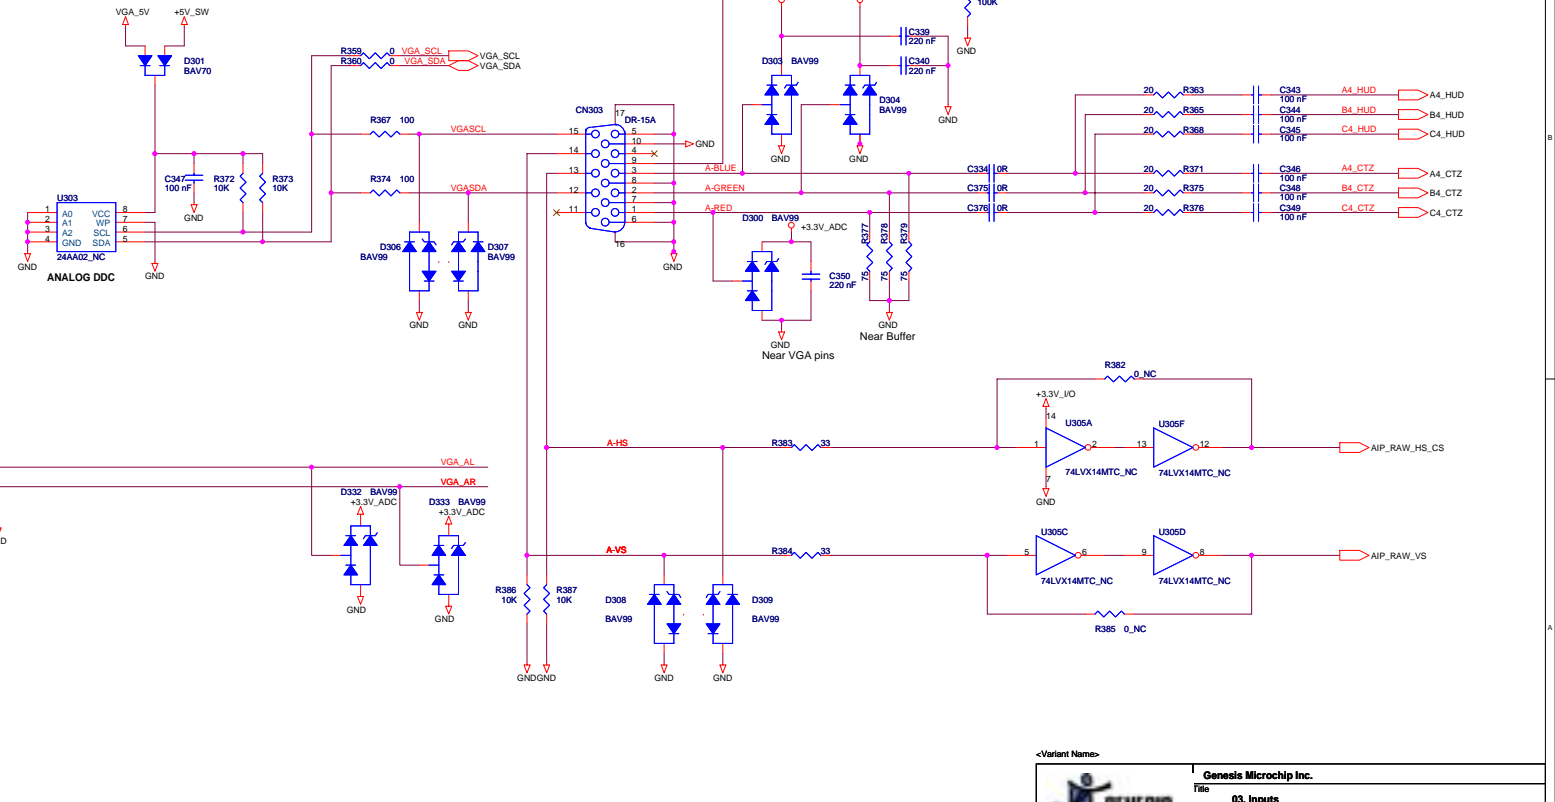 VGA_5V
+5V_SW
D301
BAV70
R359 0 VGA_SCL
VGA_SCL
R360 0 VGA_SDA
VGA_SDA
R367 100
VGASCL
R374 100
VGASDA
C347
100 nF
R372
10K
R373
10K
GND
U303
1 A0 VCC 8
2 A1 WP 7
3 A2 SCL 6
4 GND SDA 5
24AA02_NC
GND
GND
ANALOG DDC
D306
BAV99
D307
BAV99
GND
GND
CN303
17
DR-15A
15
14
13
12
11
5
10
4
9
3
8
2
7
1
6
16
GND
GND
100K
GND
C339
220 nF
C340
220 nF
GND
D303 BAV99
D304
BAV99
GND
GND
A-BLUE
A-GREEN
A-RED
D300 BAV99
+3.3V_ADC
C350
220 nF
GND
Near VGA pins
R377
R378
R379
75
75
75
GND
Near Buffer
C334 0R
C375 0R
C376 0R
20 R363 C343 100 nF A4_HUD A4_HUD
20 R365 C344 100 nF B4_HUD B4_HUD
20 R368 C345 100 nF C4_HUD C4_HUD
20 R371 C346 100 nF A4_CTZ A4_CTZ
20 R375 C348 100 nF B4_CTZ B4_CTZ
20 R376 C349 100 nF C4_CTZ C4_CTZ
B
R382
0_NC
+3.3V_I/O
14
U305A
1
2
7
74LVX14MTC_NC
GND
U305F
13
12
74LVX14MTC_NC
AIP_RAW_HS_CS
A-HS
R383 33
VGA_AL
VGA_AR
D332 BAV99
+3.3V_ADC
GND
D333 BAV99
+3.3V_ADC
GND
D
A-VS
R384 33
U305C
5
6
74LVX14MTC_NC
U305D
9
8
74LVX14MTC_NC
AIP_RAW_VS
R385 0_NC
R386
10K
R387
10K
D308
BAV99
D309
BAV99
GND
GND
GND
GND
A
<Variant Name>
Genesis Microchip Inc.
Title
03. Inputs